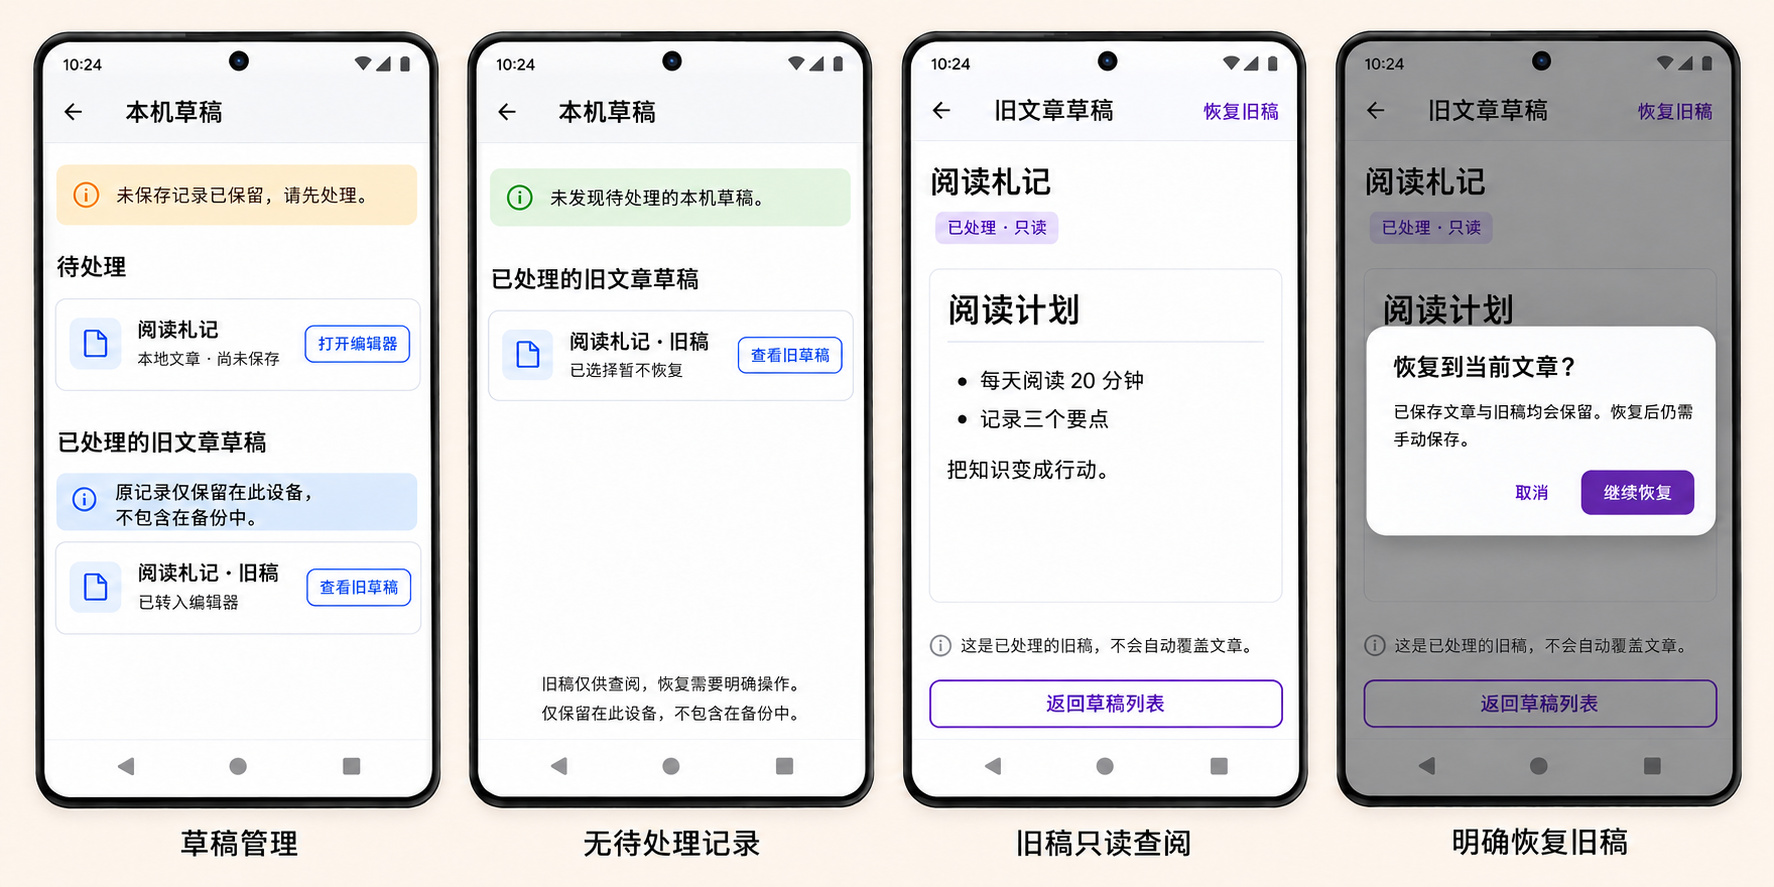 10:24
本机草稿
未保存记录已保留，请先处理。
待处理
阅读札记
本地文章 · 尚未保存
打开编辑器
已处理的旧文章草稿
原记录仅保留在此设备，
不包含在备份中。
阅读札记 · 旧稿
已转入编辑器
查看旧草稿
草稿管理
10:24
本机草稿
未发现待处理的本机草稿。
已处理的旧文章草稿
阅读札记 · 旧稿
已选择暂不恢复
查看旧草稿
旧稿仅供查阅，恢复需要明确操作。
仅保留在此设备，不包含在备份中。
无待处理记录
10:24
旧文章草稿
恢复旧稿
阅读札记
已处理 · 只读
阅读计划
• 每天阅读 20 分钟
• 记录三个要点
把知识变成行动。
这是已处理的旧稿，不会自动覆盖文章。
返回草稿列表
旧稿只读查阅
10:24
旧文章草稿
恢复旧稿
阅读札记
已处理 · 只读
阅读计划
恢复到当前文章？
已保存文章与旧稿均会保留。恢复后仍需
手动保存。
取消
继续恢复
这是已处理的旧稿，不会自动覆盖文章。
返回草稿列表
明确恢复旧稿